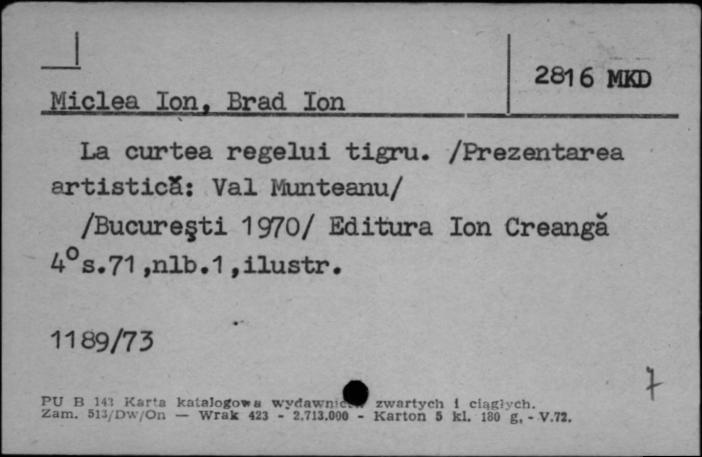 2816 MKD
Miclea Ion, Brad Ion
La curtea regelui tigru. /Prezentarea
artistică: Val Munteanu/
/Bucureşti 1970/ Editura Ion Creangă
4° s.71,nlb.1,ilustr.
1189/73
7
PU B 143 Karta katalogowa wydawnictw zwartych i ciągłych.
Zam. 513/Dw/On — Wrak 423 - 2.713.000 - Karton 5 kl. 180 g. - V.72.